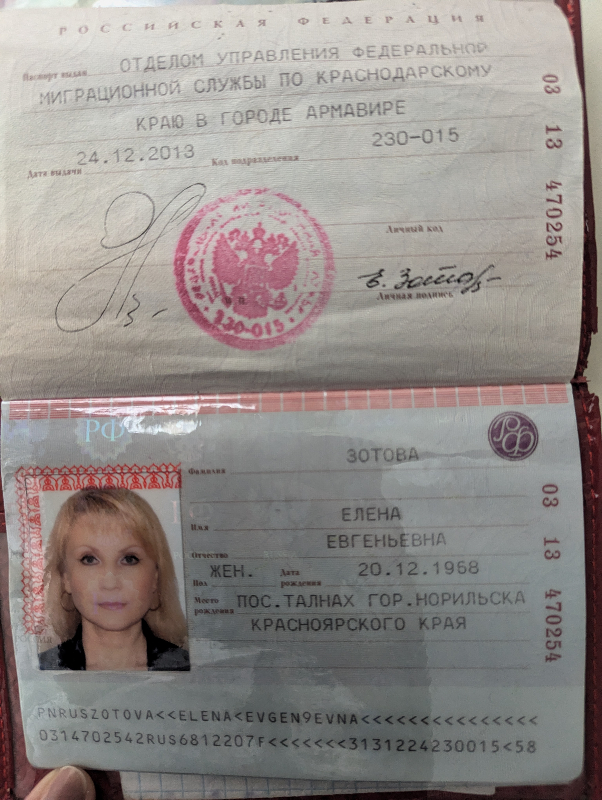 РОССИЙСКАЯ ФЕДЕРАЦИЯ
Паспорт выдан ОТДЕЛОМ УПРАВЛЕНИЯ ФЕДЕРАЛЬНОЙ
МИГРАЦИОННОЙ СЛУЖБЫ ПО КРАСНОДАРСКОМУ
КРАЮ В ГОРОДЕ АРМАВИРЕ
Дата выдачи 24.12.2013 Код подразделения 230-015
03 13 470254
Личный код
230-015
Е. Зотова
Личная подпись
РФ
РФ
Фамилия ЗОТОВА
Имя ЕЛЕНА
Отчество ЕВГЕНЬЕВНА
Пол ЖЕН. Дата рождения 20.12.1968
Место рождения ПОС.ТАЛНАХ ГОР.НОРИЛЬСКА
КРАСНОЯРСКОГО КРАЯ
03 13 470254
PNRUSZOTOVA<<ELENA<EVGEN9EVNA<<<<<<<<<<<<<<<
0314702542RUS6812207F<<<<<<<3131224230015<58